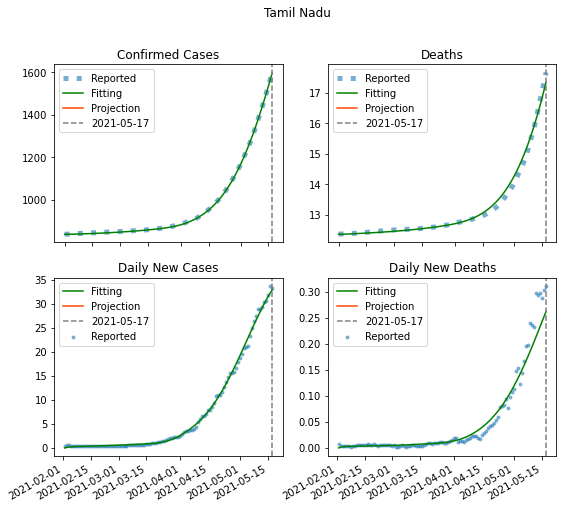 Tamil Nadu
Confirmed Cases
Reported
Fitting
Projection
2021-05-17
1600
1400
1200
1000
Deaths
Reported
Fitting
Projection
2021-05-17
17
16
15
14
13
Daily New Cases
Fitting
Projection
2021-05-17
Reported
35
30
25
20
15
10
5
0
2021-02-01
2021-02-15
2021-03-01
2021-03-15
2021-04-01
2021-04-15
2021-05-01
2021-05-15
Daily New Deaths
Fitting
Projection
2021-05-17
Reported
0.30
0.25
0.20
0.15
0.10
0.05
0.00
2021-02-01
2021-02-15
2021-03-01
2021-03-15
2021-04-01
2021-04-15
2021-05-01
2021-05-15